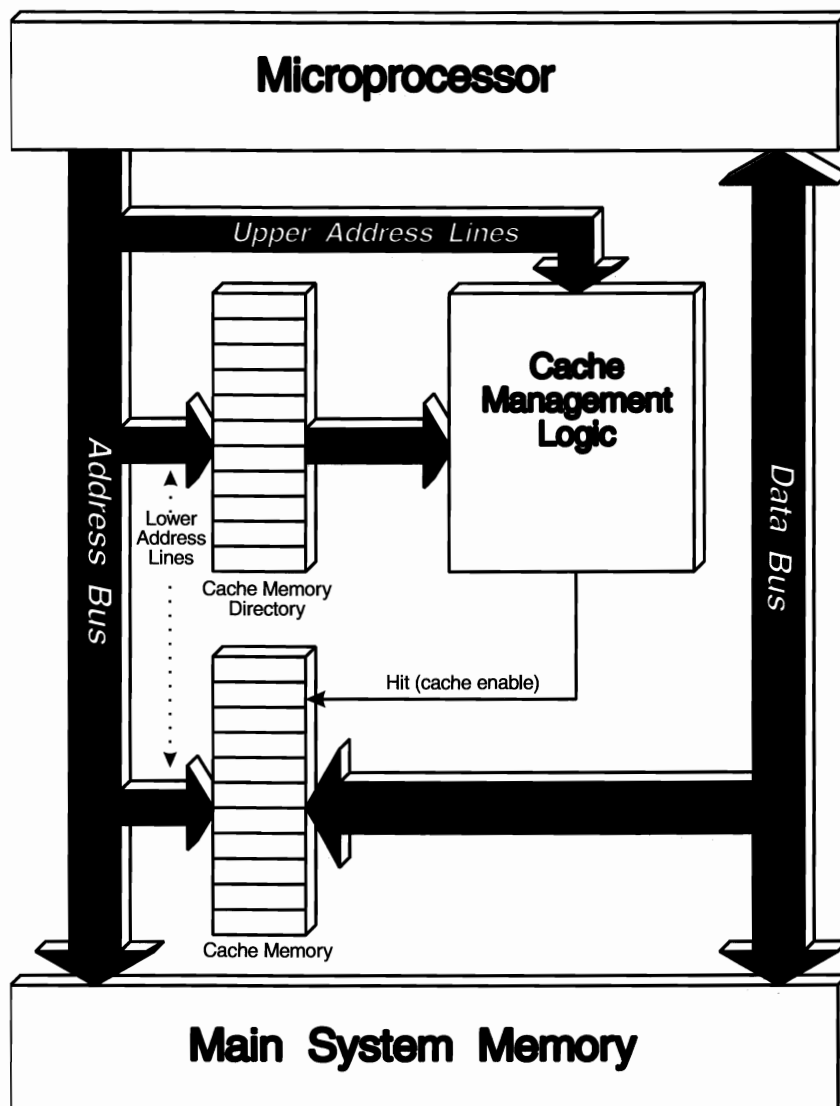 Microprocessor
Upper Address Lines
Cache
Management
Logic
Address Bus
Data Bus
Lower
Address
Lines
Cache Memory
Directory
Hit (cache enable)
Cache Memory
Main System Memory